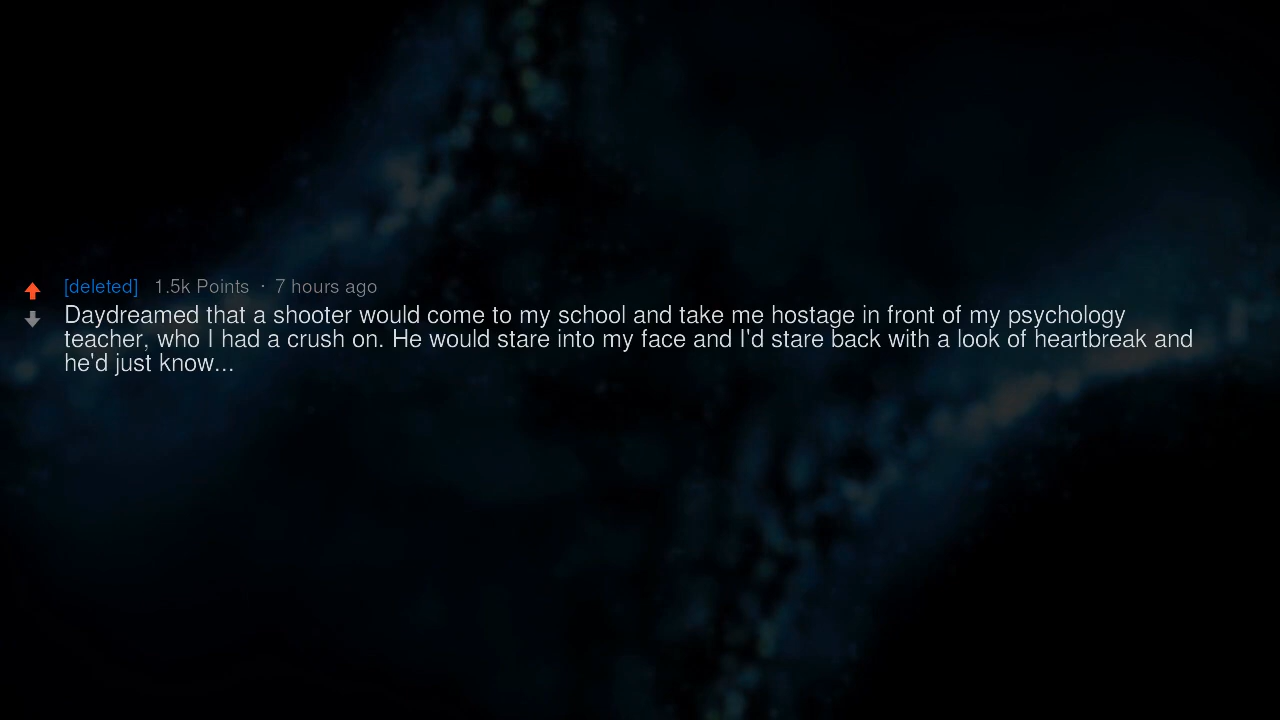 [deleted] 1.5k Points · 7 hours ago
Daydreamed that a shooter would come to my school and take me hostage in front of my psychology
teacher, who I had a crush on. He would stare into my face and I'd stare back with a look of heartbreak and
he'd just know...